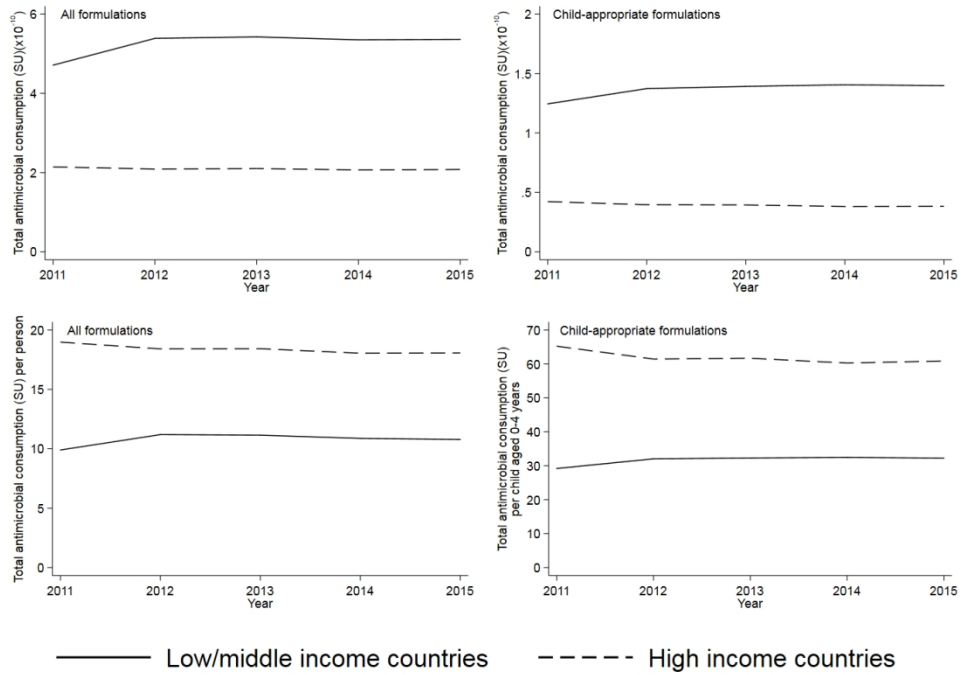 Total antimicrobial consumption (SU)(x10⁻¹⁰)
All formulations
6
4
2
0
2011 2012 2013 2014 2015
Year
Total antimicrobial consumption (SU)(x10⁻¹⁰)
Child-appropriate formulations
2
1.5
1
.5
0
2011 2012 2013 2014 2015
Year
Total antimicrobial consumption (SU) per person
All formulations
20
15
10
5
0
2011 2012 2013 2014 2015
Year
Total antimicrobial consumption (SU)
per child aged 0-4 years
Child-appropriate formulations
70
60
50
40
30
20
10
0
2011 2012 2013 2014 2015
Year
Low/middle income countries
High income countries